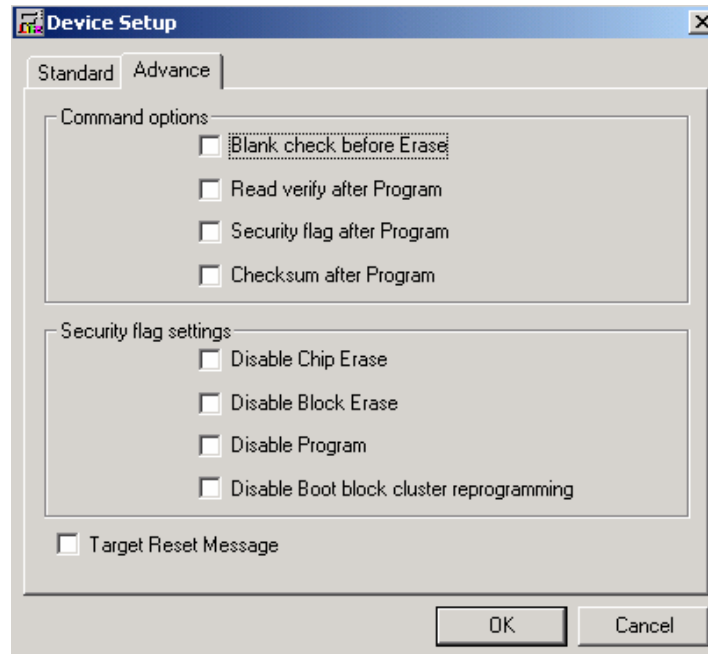 Device Setup
Standard
Advance
Command options
Blank check before Erase
Read verify after Program
Security flag after Program
Checksum after Program
Security flag settings
Disable Chip Erase
Disable Block Erase
Disable Program
Disable Boot block cluster reprogramming
Target Reset Message
OK
Cancel